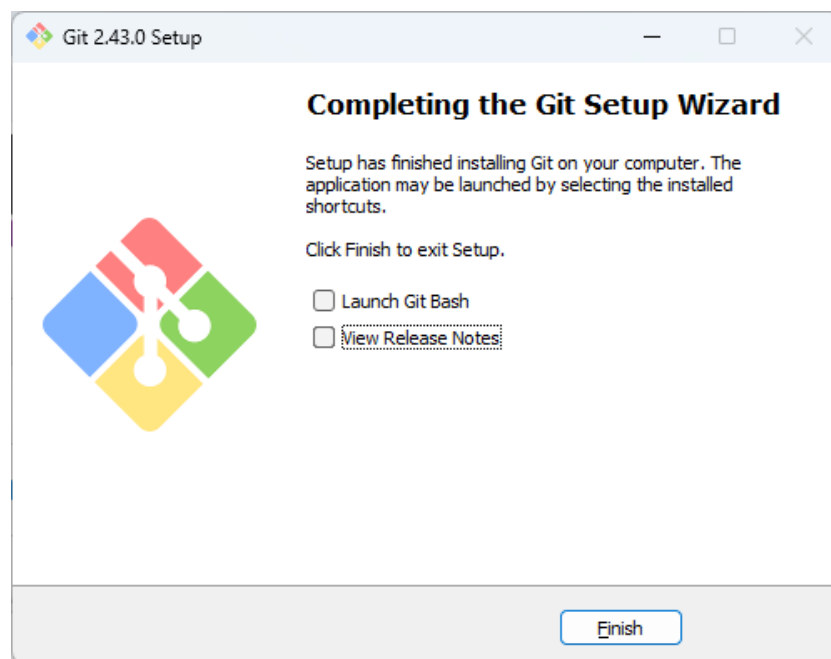 Git 2.43.0 Setup
Completing the Git Setup Wizard
Setup has finished installing Git on your computer. The
application may be launched by selecting the installed
shortcuts.
Click Finish to exit Setup.
Launch Git Bash
View Release Notes
Finish